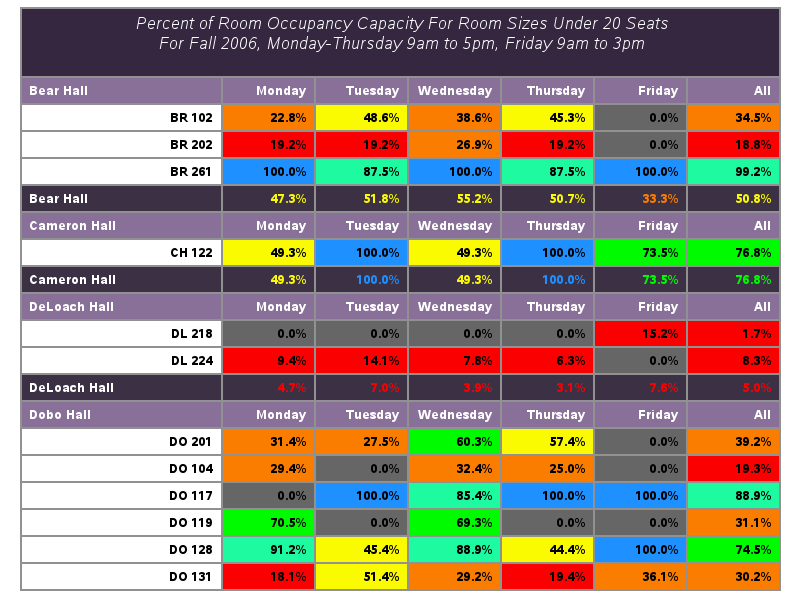 Percent of Room Occupancy Capacity For Room Sizes Under 20 Seats
For Fall 2006, Monday-Thursday 9am to 5pm, Friday 9am to 3pm
Bear Hall Monday Tuesday Wednesday Thursday Friday All
BR 102 22.8% 48.6% 38.6% 45.3% 0.0% 34.5%
BR 202 19.2% 19.2% 26.9% 19.2% 0.0% 18.8%
BR 261 100.0% 87.5% 100.0% 87.5% 100.0% 99.2%
Bear Hall 47.3% 51.8% 55.2% 50.7% 33.3% 50.8%
Cameron Hall Monday Tuesday Wednesday Thursday Friday All
CH 122 49.3% 100.0% 49.3% 100.0% 73.5% 76.8%
Cameron Hall 49.3% 100.0% 49.3% 100.0% 73.5% 76.8%
DeLoach Hall Monday Tuesday Wednesday Thursday Friday All
DL 218 0.0% 0.0% 0.0% 0.0% 15.2% 1.7%
DL 224 9.4% 14.1% 7.8% 6.3% 0.0% 8.3%
DeLoach Hall 4.7% 7.0% 3.9% 3.1% 7.6% 5.0%
Dobo Hall Monday Tuesday Wednesday Thursday Friday All
DO 201 31.4% 27.5% 60.3% 57.4% 0.0% 39.2%
DO 104 29.4% 0.0% 32.4% 25.0% 0.0% 19.3%
DO 117 0.0% 100.0% 85.4% 100.0% 100.0% 88.9%
DO 119 70.5% 0.0% 69.3% 0.0% 0.0% 31.1%
DO 128 91.2% 45.4% 88.9% 44.4% 100.0% 74.5%
DO 131 18.1% 51.4% 29.2% 19.4% 36.1% 30.2%